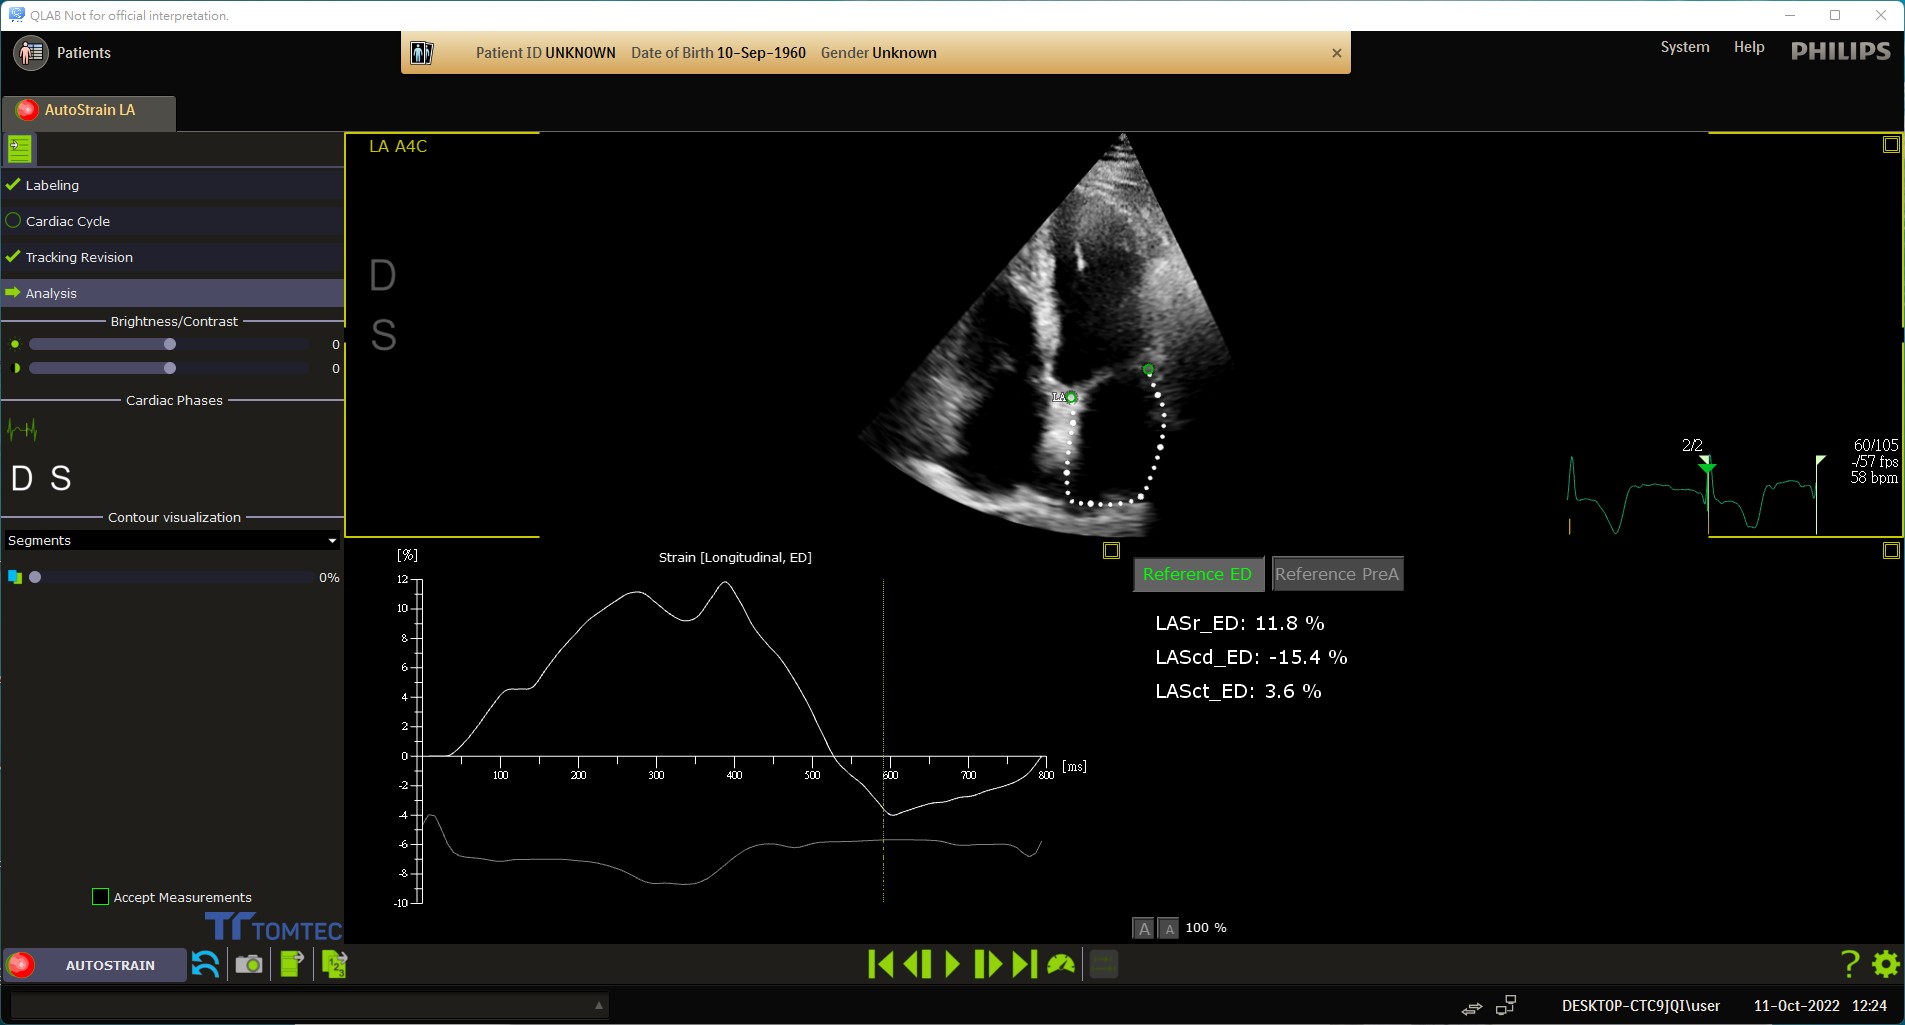 QLAB Not for official interpretation.
Patients
Patient ID UNKNOWN Date of Birth 10-Sep-1960 Gender Unknown
System Help PHILIPS
AutoStrain LA
Labeling
Cardiac Cycle
Tracking Revision
Analysis
Brightness/Contrast
0
0
Cardiac Phases
D S
Contour visualization
Segments
0%
Accept Measurements
TOMTEC
AUTOSTRAIN
LA A4C
D
S
LA
2/2
60/105
-/57 fps
58 bpm
[%]
Strain [Longitudinal, ED]
12
10
8
6
4
2
0
-2
-4
-6
-8
-10
100 200 300 400 500 600 700 800 [ms]
Reference ED Reference PreA
LASr_ED: 11.8 %
LAScd_ED: -15.4 %
LASct_ED: 3.6 %
A A 100 %
1 2 3
?
DESKTOP-CTC9JQI\user 11-Oct-2022 12:24